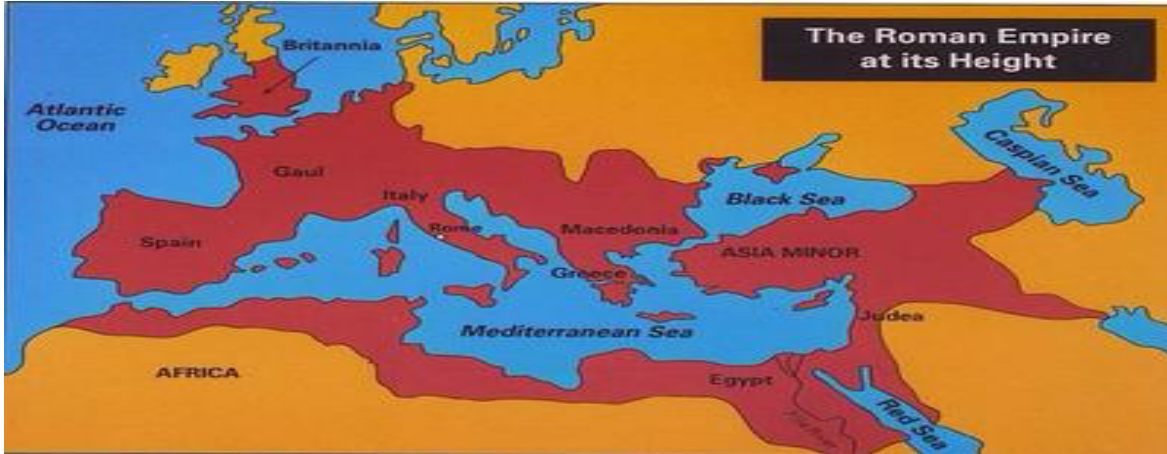 The Roman Empire
at its Height
Britannia
Atlantic
Ocean
Caspian Sea
Gaul
Italy
Black Sea
Rome
Spain
Macedonia
ASIA MINOR
Greece
Mediterranean Sea
Judea
AFRICA
Egypt
Red Sea